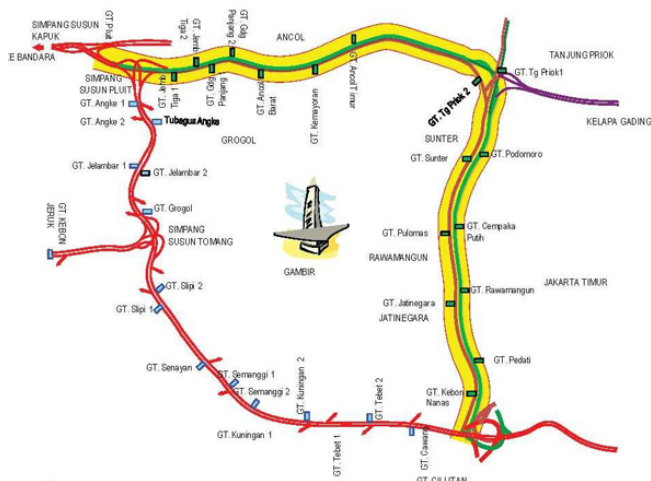 SIMPANG SUSUN
KAPUK
KE BANDARA
GT. Pluit
GT. Jemb
Tiga 2
GT. Gdg
Panjang 2
ANCOL
GT. Ancol Timur
TANJUNG PRIOK
GT. Tg Priok1
GT. Tg Priok 2
KELAPA GADING
SIMPANG
SUSUN PLUIT
GT. Jemb
Tiga 1
GT. Gdg
Panjang
GT. Ancol
Barat
GT. Kemayoran
GT. Angke 1
GT. Angke 2
Tubagus Angke
GROGOL
SUNTER
GT. Sunter
GT. Podomoro
GT. Jelambar 1
GT. Jelambar 2
GT. Grogol
GT. KEBON
JERUK
SIMPANG
SUSUN TOMANG
GAMBIR
GT. Pulomas
GT. Cempaka
Putih
RAWAMANGUN
JAKARTA TIMUR
GT. Slipi 2
GT. Slipi 1
GT. Rawamangun
GT. Jatinegara
JATINEGARA
GT. Senayan
GT. Semanggi 1
GT. Semanggi 2
GT. Kuningan 2
GT. Kuningan 1
GT. Tebet 2
GT. Tebet 1
GT. Cawang
GT. Pedati
GT. Kebon
Nanas